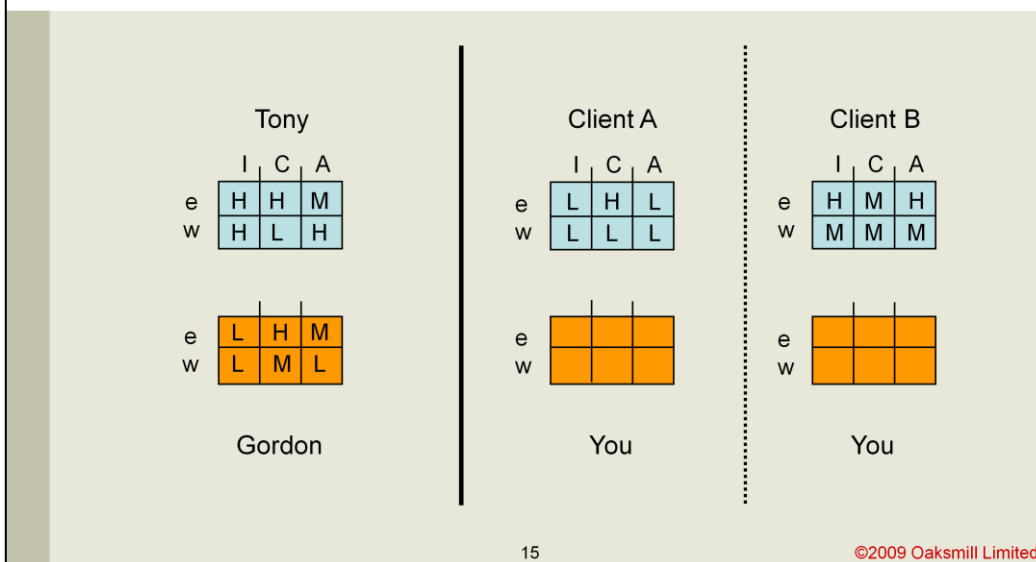 Tony Client A Client B
I C A I C A I C A
e H H M e L H L e H M H
w H L H w L L L w M M M
e L H M e e
w L M L w w
Gordon You You
15 ©2009 Oaksmill Limited